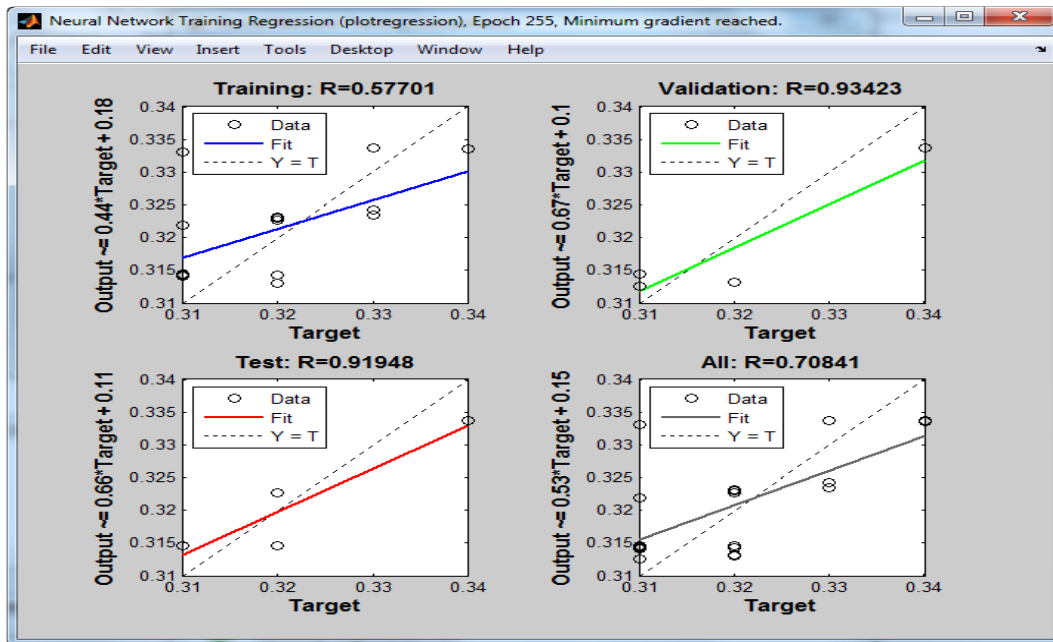 Neural Network Training Regression (plotregression), Epoch 255, Minimum gradient reached.
File Edit View Insert Tools Desktop Window Help
Training: R=0.57701
Output ~= 0.44*Target + 0.18
0.34
0.335
0.33
0.325
0.32
0.315
0.31
Data
Fit
Y = T
0.31 0.32 0.33 0.34
Target
Validation: R=0.93423
Output ~= 0.67*Target + 0.1
0.34
0.335
0.33
0.325
0.32
0.315
0.31
Data
Fit
Y = T
0.31 0.32 0.33 0.34
Target
Test: R=0.91948
Output ~= 0.66*Target + 0.11
0.34
0.335
0.33
0.325
0.32
0.315
0.31
Data
Fit
Y = T
0.31 0.32 0.33 0.34
Target
All: R=0.70841
Output ~= 0.53*Target + 0.15
0.34
0.335
0.33
0.325
0.32
0.315
0.31
Data
Fit
Y = T
0.31 0.32 0.33 0.34
Target